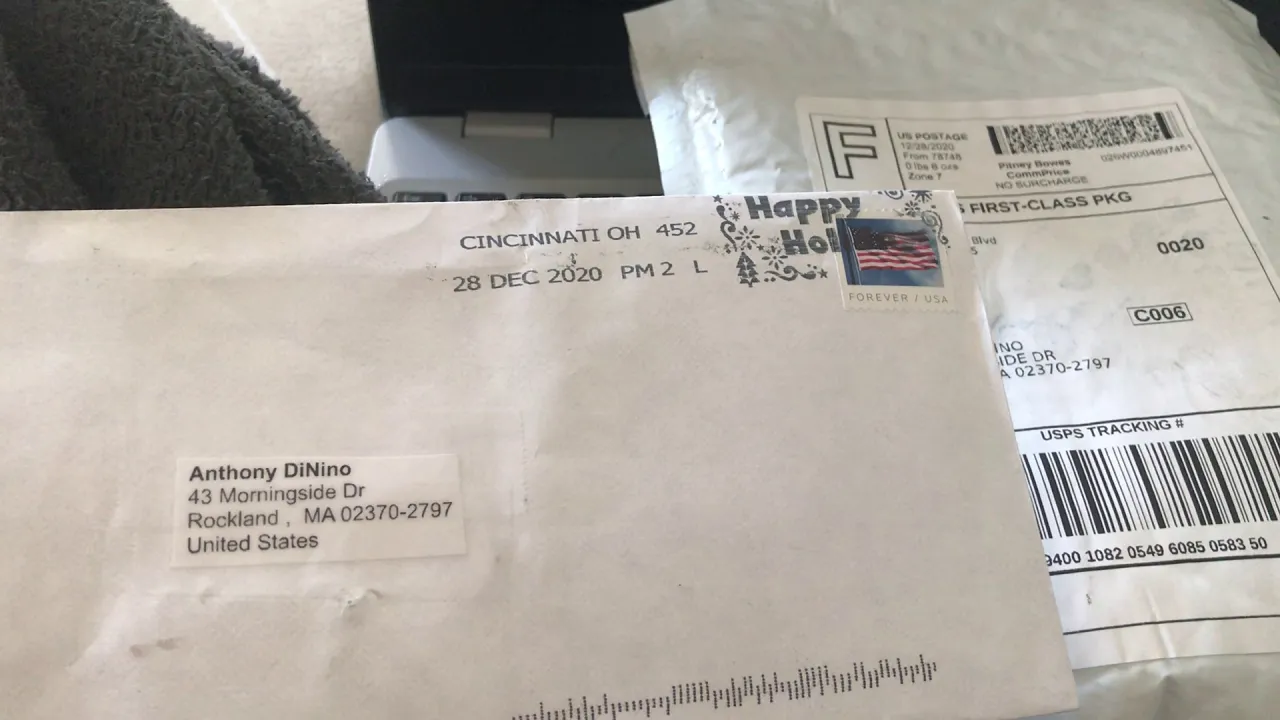 CINCINNATI OH 452
28 DEC 2020 PM 2 L
Happy
FOREVER / USA
Anthony DiNino
43 Morningside Dr
Rockland , MA 02370-2797
United States
F
US POSTAGE
12/28/2020
From 78748
0 lbs 6 ozs
Zone 7
Pitney Bowes
CommPrice
NO SURCHARGE
026W0004897451
FIRST-CLASS PKG
Blvd
0020
C006
INO
IDE DR
02370-2797
USPS TRACKING #
9400 1082 0549 6085 0583 50